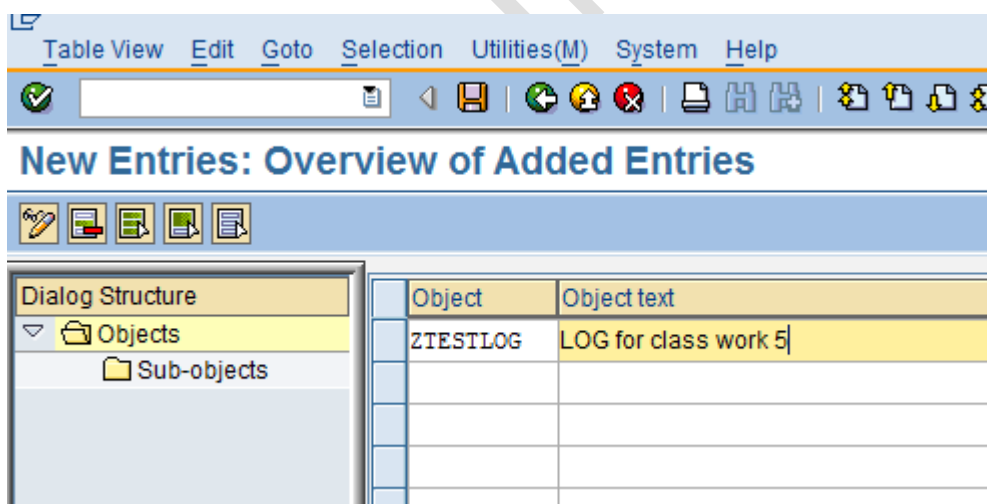 Table View Edit Goto Selection Utilities(M) System Help
New Entries: Overview of Added Entries
Dialog Structure
Objects
Sub-objects
Object Object text
ZTESTLOG LOG for class work 5